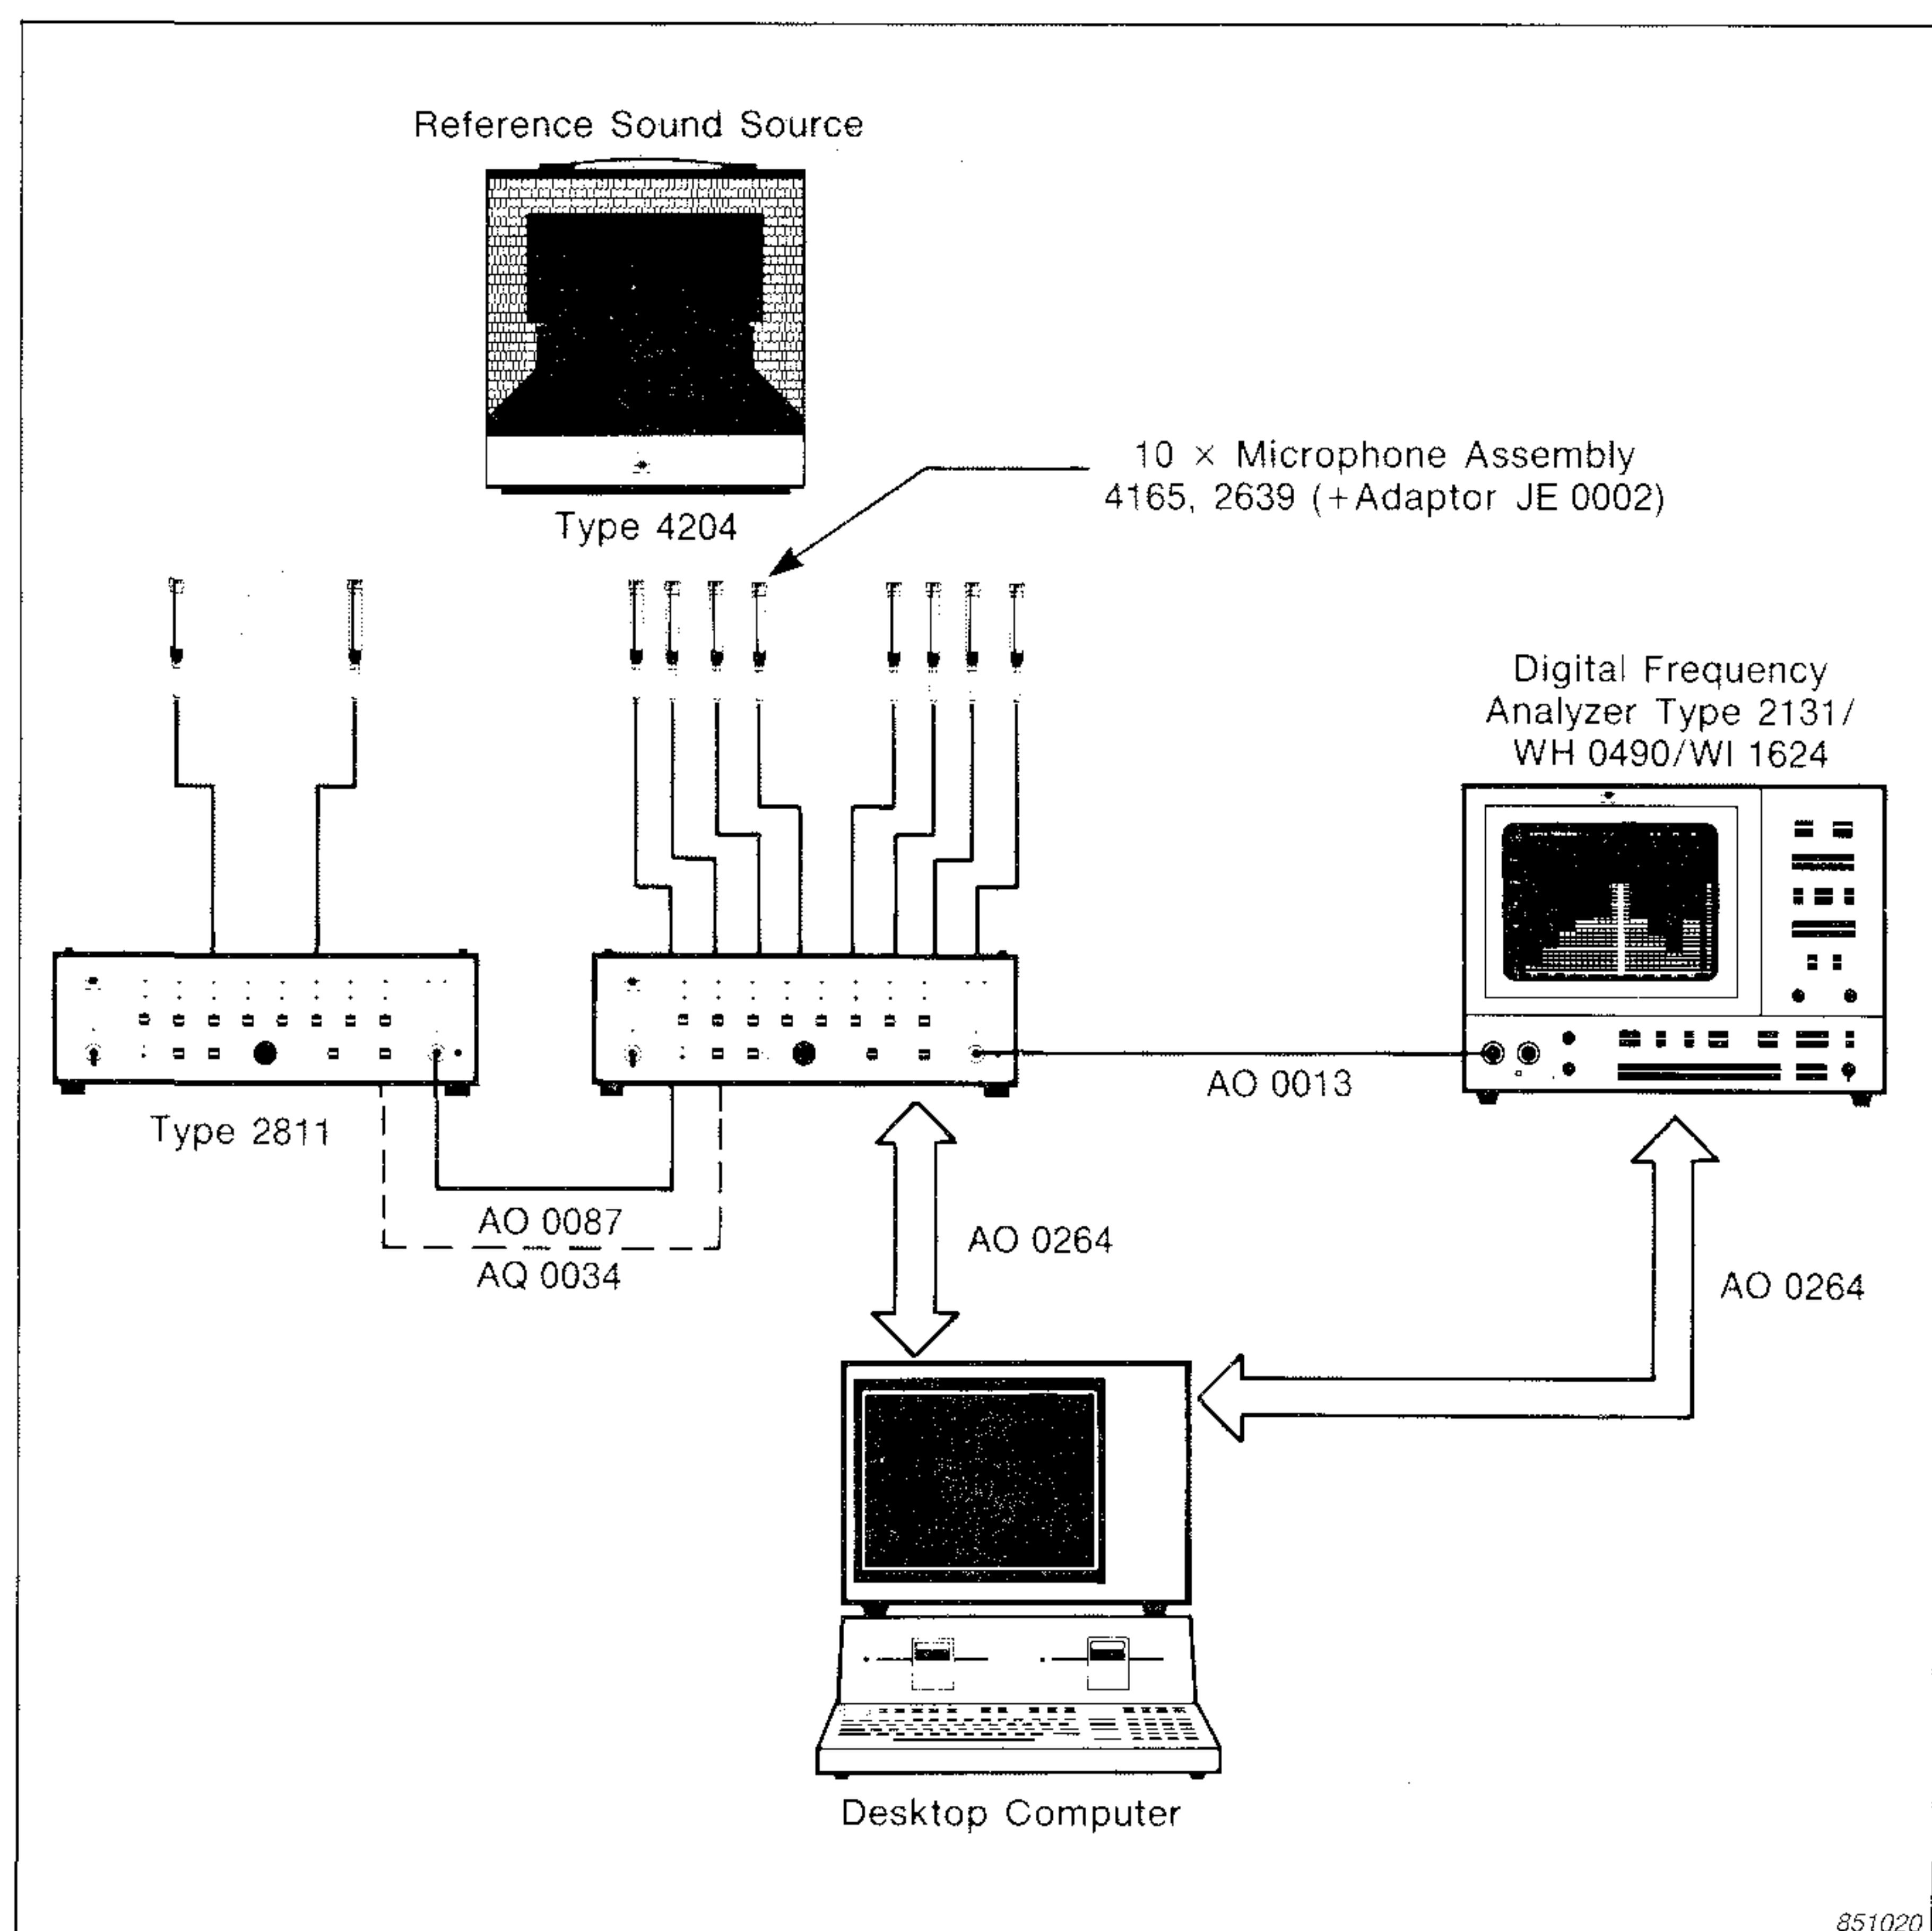 Reference Sound Source
Type 4204
10 × Microphone Assembly
4165, 2639 (+Adaptor JE 0002)
Digital Frequency
Analyzer Type 2131/
WH 0490/WI 1624
AO 0013
Type 2811
AO 0087
AQ 0034
AO 0264
AO 0264
Desktop Computer
851020